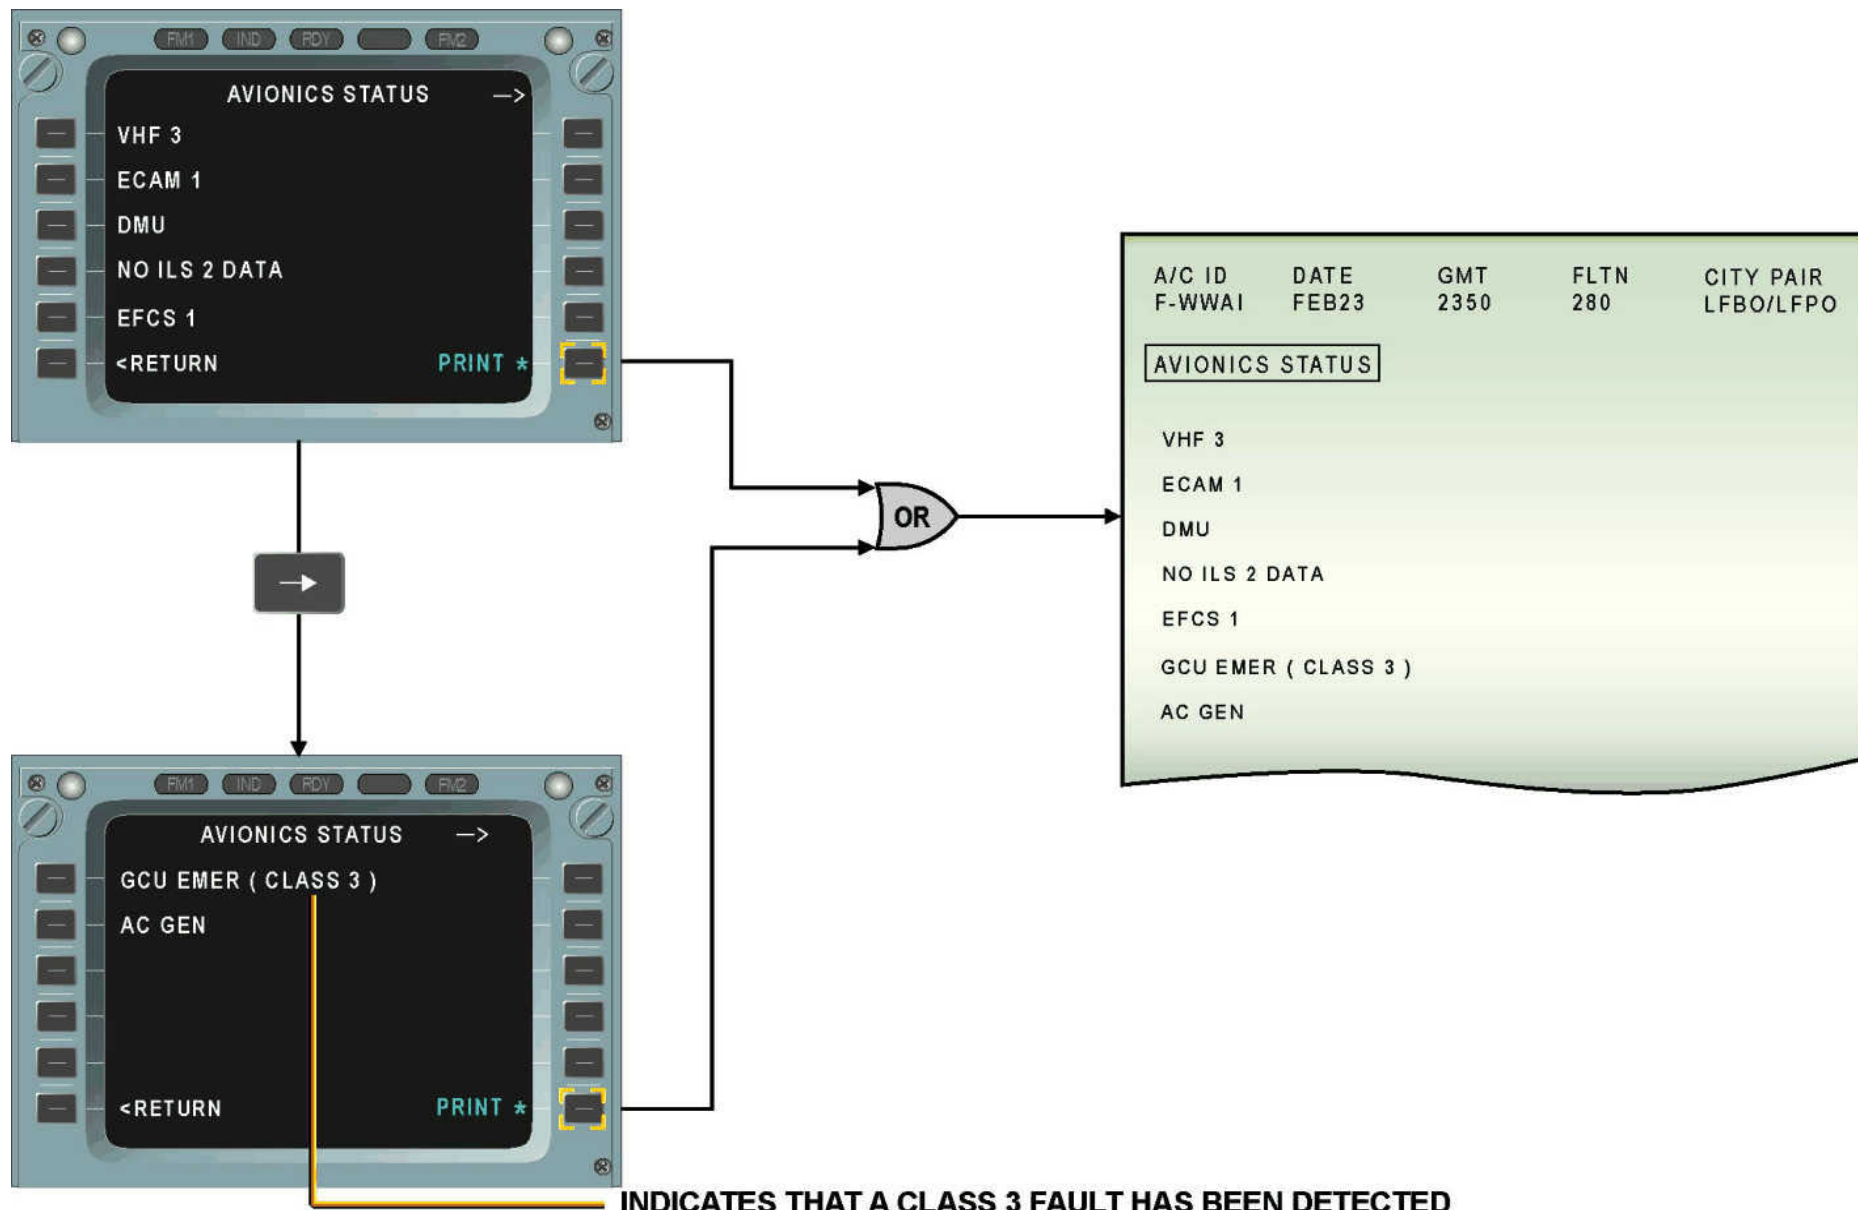 FM1 IND RDY FM2
AVIONICS STATUS —>
VHF 3
ECAM 1
DMU
NO ILS 2 DATA
EFCS 1
<RETURN PRINT *
OR
A/C ID DATE GMT FLTN CITY PAIR
F-WWAI FEB23 2350 280 LFBO/LFPO
AVIONICS STATUS
VHF 3
ECAM 1
DMU
NO ILS 2 DATA
EFCS 1
GCU EMER ( CLASS 3 )
AC GEN
FM1 IND RDY FM2
AVIONICS STATUS —>
GCU EMER ( CLASS 3 )
AC GEN
<RETURN PRINT *
INDICATES THAT A CLASS 3 FAULT HAS BEEN DETECTED